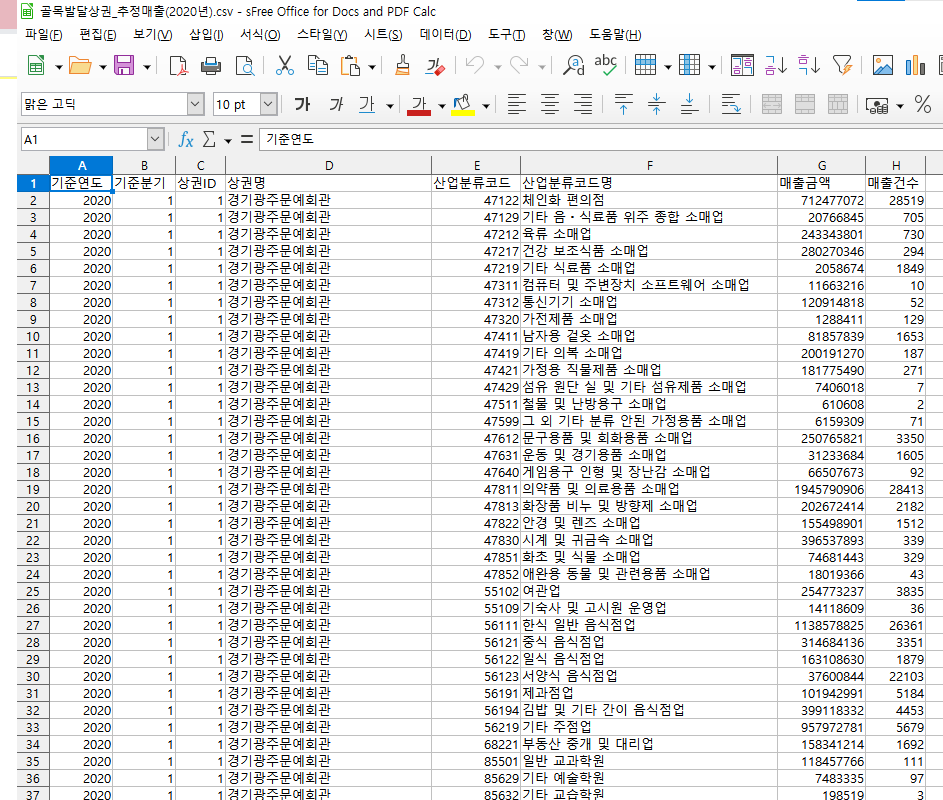 골목발달상권_추정매출(2020년).csv - sFree Office for Docs and PDF Calc
파일(F) 편집(E) 보기(V) 삽입(I) 서식(O) 스타일(Y) 시트(S) 데이터(D) 도구(T) 창(W) 도움말(H)
맑은 고딕 10 pt 가 가 가 가
A1 fx Σ = 기준연도
A B C D E F G H
1 기준연도 기준분기 상권ID 상권명 산업분류코드 산업분류코드명 매출금액 매출건수
2 2020 1 1 경기광주문예회관 47122 체인화 편의점 712477072 28519
3 2020 1 1 경기광주문예회관 47129 기타 음·식료품 위주 종합 소매업 20766845 705
4 2020 1 1 경기광주문예회관 47212 육류 소매업 243343801 730
5 2020 1 1 경기광주문예회관 47217 건강 보조식품 소매업 280270346 294
6 2020 1 1 경기광주문예회관 47219 기타 식료품 소매업 2058674 1849
7 2020 1 1 경기광주문예회관 47311 컴퓨터 및 주변장치 소프트웨어 소매업 11663216 10
8 2020 1 1 경기광주문예회관 47312 통신기기 소매업 120914818 52
9 2020 1 1 경기광주문예회관 47320 가전제품 소매업 1288411 129
10 2020 1 1 경기광주문예회관 47411 남자용 겉옷 소매업 81857839 1653
11 2020 1 1 경기광주문예회관 47419 기타 의복 소매업 200191270 187
12 2020 1 1 경기광주문예회관 47421 가정용 직물제품 소매업 181775490 271
13 2020 1 1 경기광주문예회관 47429 섬유 원단 실 및 기타 섬유제품 소매업 7406018 7
14 2020 1 1 경기광주문예회관 47511 철물 및 난방용구 소매업 610608 2
15 2020 1 1 경기광주문예회관 47599 그 외 기타 분류 안된 가정용품 소매업 6159309 71
16 2020 1 1 경기광주문예회관 47612 문구용품 및 회화용품 소매업 250765821 3350
17 2020 1 1 경기광주문예회관 47631 운동 및 경기용품 소매업 31233684 1605
18 2020 1 1 경기광주문예회관 47640 게임용구 인형 및 장난감 소매업 66507673 92
19 2020 1 1 경기광주문예회관 47811 의약품 및 의료용품 소매업 1945790906 28413
20 2020 1 1 경기광주문예회관 47813 화장품 비누 및 방향제 소매업 202672414 2182
21 2020 1 1 경기광주문예회관 47822 안경 및 렌즈 소매업 155498901 1512
22 2020 1 1 경기광주문예회관 47830 시계 및 귀금속 소매업 396537893 339
23 2020 1 1 경기광주문예회관 47851 화초 및 식물 소매업 74681443 329
24 2020 1 1 경기광주문예회관 47852 애완용 동물 및 관련용품 소매업 18019366 43
25 2020 1 1 경기광주문예회관 55102 여관업 254773237 3835
26 2020 1 1 경기광주문예회관 55109 기숙사 및 고시원 운영업 14118609 36
27 2020 1 1 경기광주문예회관 56111 한식 일반 음식점업 1138578825 26361
28 2020 1 1 경기광주문예회관 56121 중식 음식점업 314684136 3351
29 2020 1 1 경기광주문예회관 56122 일식 음식점업 163108630 1879
30 2020 1 1 경기광주문예회관 56123 서양식 음식점업 37600844 22103
31 2020 1 1 경기광주문예회관 56191 제과점업 101942991 5184
32 2020 1 1 경기광주문예회관 56194 김밥 및 기타 간이 음식점업 399118332 4453
33 2020 1 1 경기광주문예회관 56219 기타 주점업 957972781 5679
34 2020 1 1 경기광주문예회관 68221 부동산 중개 및 대리업 158341214 1692
35 2020 1 1 경기광주문예회관 85501 일반 교과학원 118457766 111
36 2020 1 1 경기광주문예회관 85629 기타 예술학원 7483335 97
37 2020 1 1 경기광주문예회관 85632 기타 교습학원 198519 3